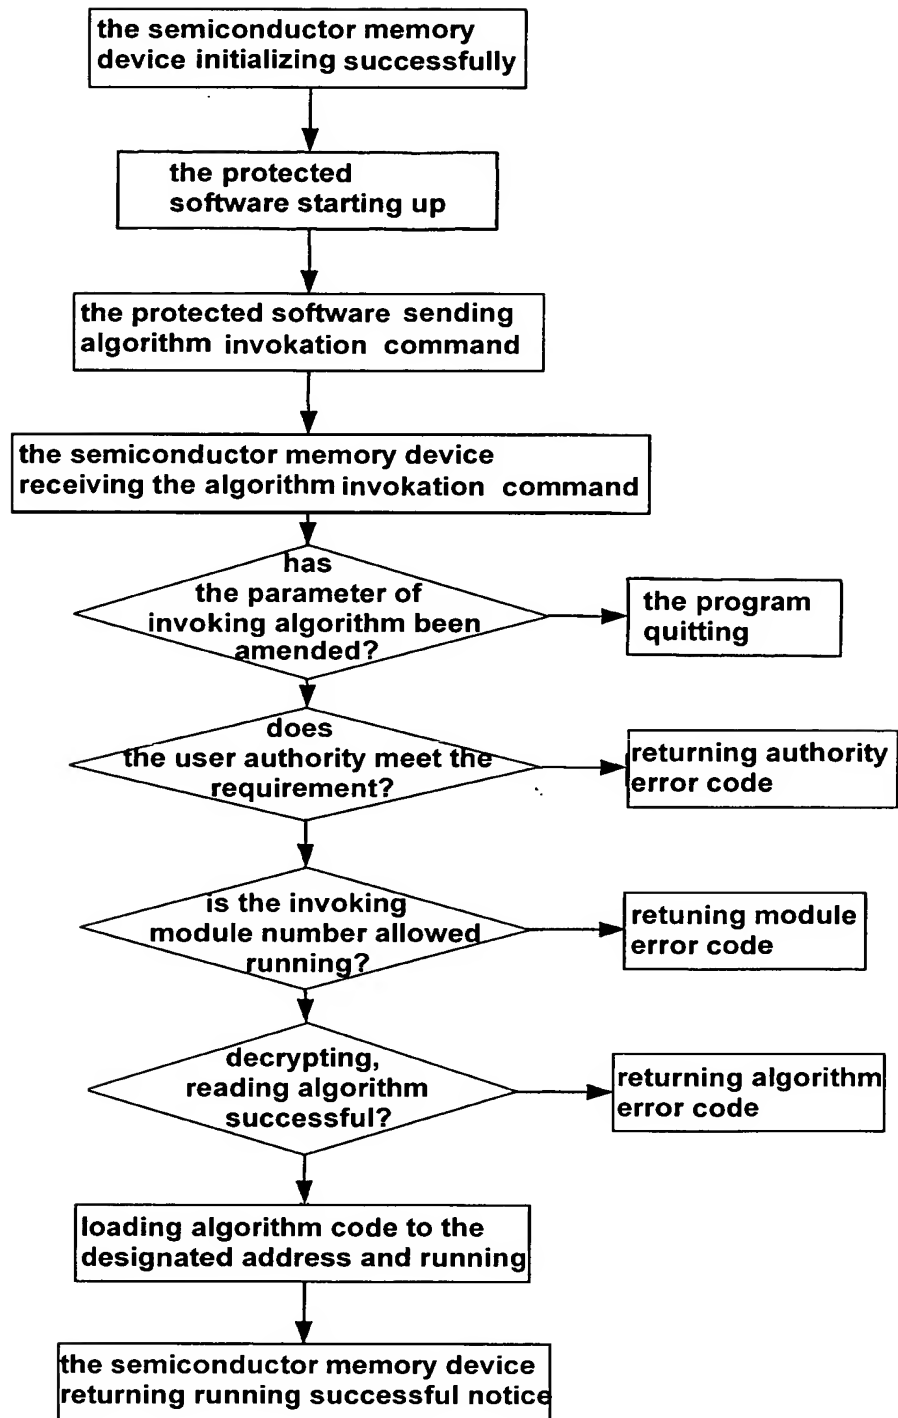 the semiconductor memory
device initializing successfully
the protected
software starting up
the protected software sending
algorithm invokation command
the semiconductor memory device
receiving the algorithm invokation command
has
the parameter of
invoking algorithm been
amended?
the program
quitting
does
the user authority meet the
requirement?
returning authority
error code
is the invoking
module number allowed
running?
retuning module
error code
decrypting,
reading algorithm
successful?
returning algorithm
error code
loading algorithm code to the
designated address and running
the semiconductor memory device
returning running successful notice